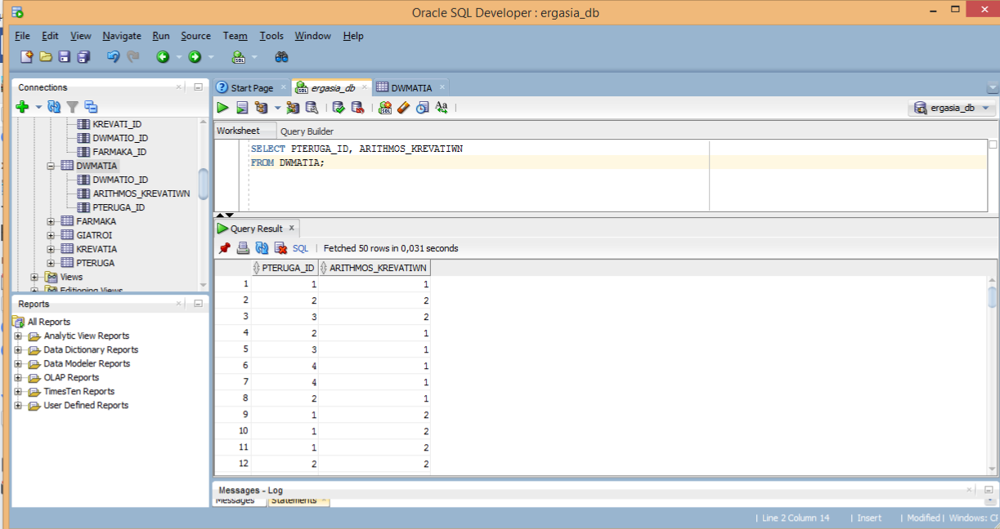 Oracle SQL Developer : ergasia_db
File Edit View Navigate Run Source Team Tools Window Help
Connections
KREVATI_ID
DWMATIO_ID
FARMAKA_ID
DWMATIA
DWMATIO_ID
ARITHMOS_KREVATIWN
PTERUGA_ID
FARMAKA
GIATROI
KREVATIA
PTERUGA
Views
Editioning Views
Reports
All Reports
Analytic View Reports
Data Dictionary Reports
Data Modeler Reports
OLAP Reports
TimesTen Reports
User Defined Reports
Start Page ergasia_db DWMATIA
ergasia_db
Worksheet Query Builder
SELECT PTERUGA_ID, ARITHMOS_KREVATIWN
FROM DWMATIA;
Query Result
SQL | Fetched 50 rows in 0,031 seconds
PTERUGA_ID ARITHMOS_KREVATIWN
1 1 1
2 2 2
3 3 2
4 2 1
5 3 1
6 4 1
7 4 1
8 2 1
9 1 2
10 1 2
11 1 2
12 2 2
Messages - Log
Messages Statements
| Line 2 Column 14 | Insert | Modified | Windows: CR